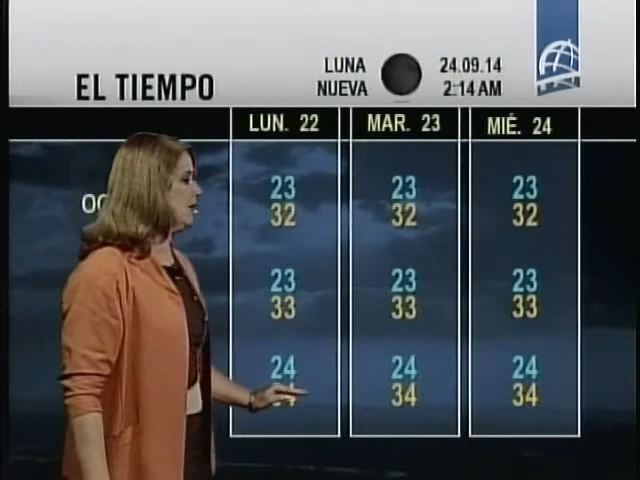 EL TIEMPO
LUNA 24.09.14
NUEVA 2:14 AM
LUN. 22 MAR. 23 MIÉ. 24
23 23 23
32 32 32
23 23 23
33 33 33
24 24 24
34 34